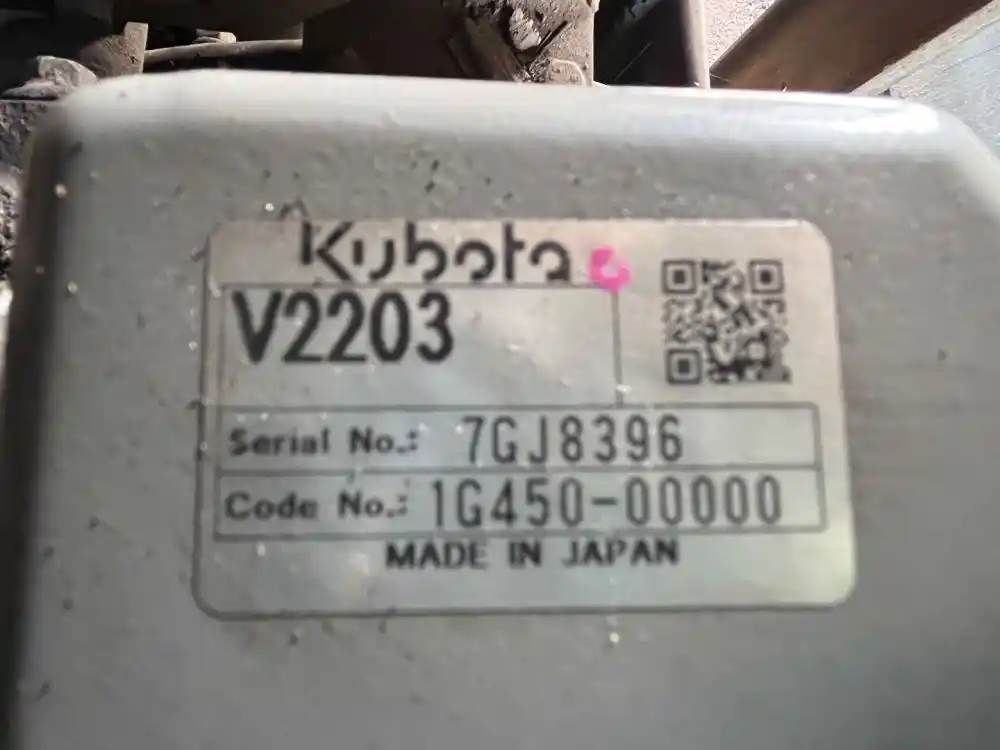 Kubota
V2203
Serial No.: 7GJ8396
Code No.: 1G450-00000
MADE IN JAPAN